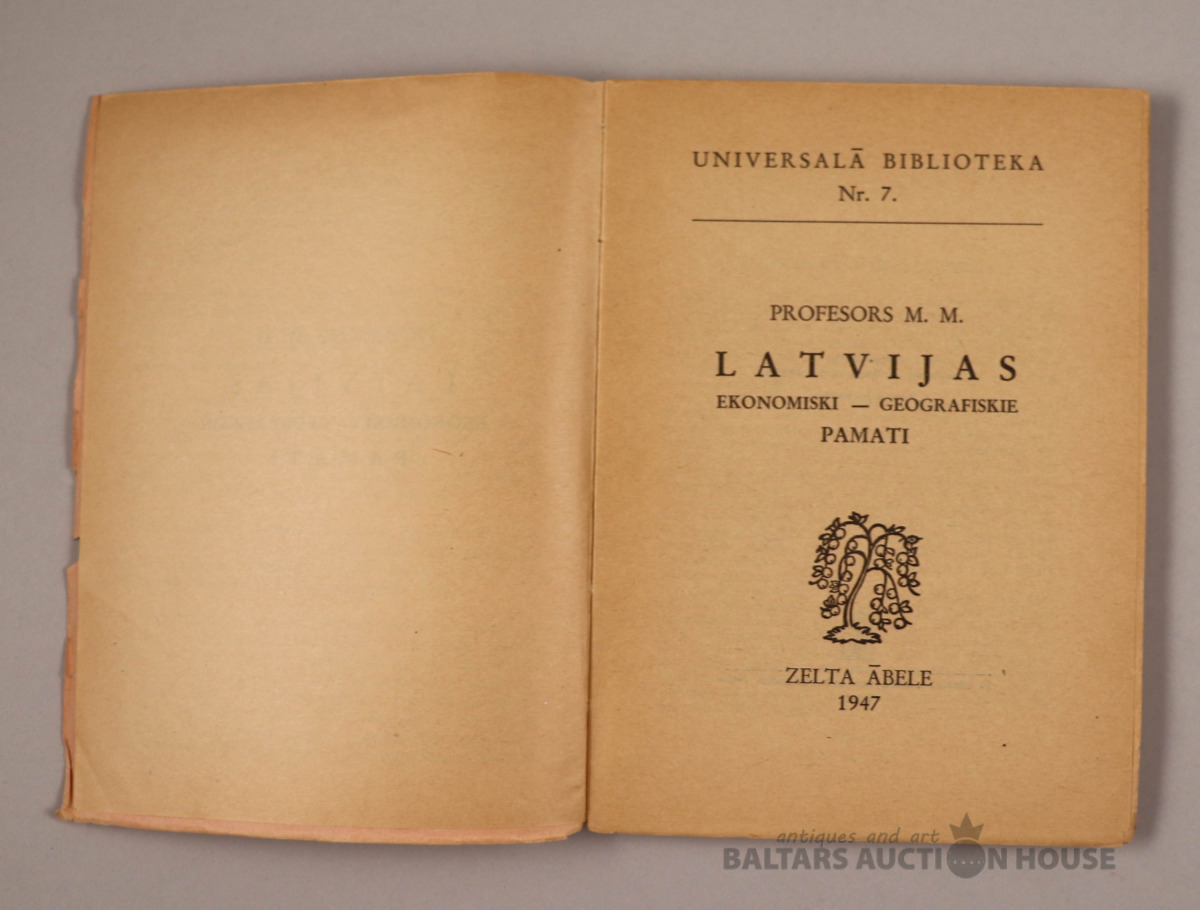 UNIVERSALĀ BIBLIOTEKA
Nr. 7.
PROFESORS M. M.
LATVIJAS
EKONOMISKI — GEOGRAFISKIE
PAMATI
ZELTA ĀBELE
1947
antiques and art
BALTARS AUCTION HOUSE